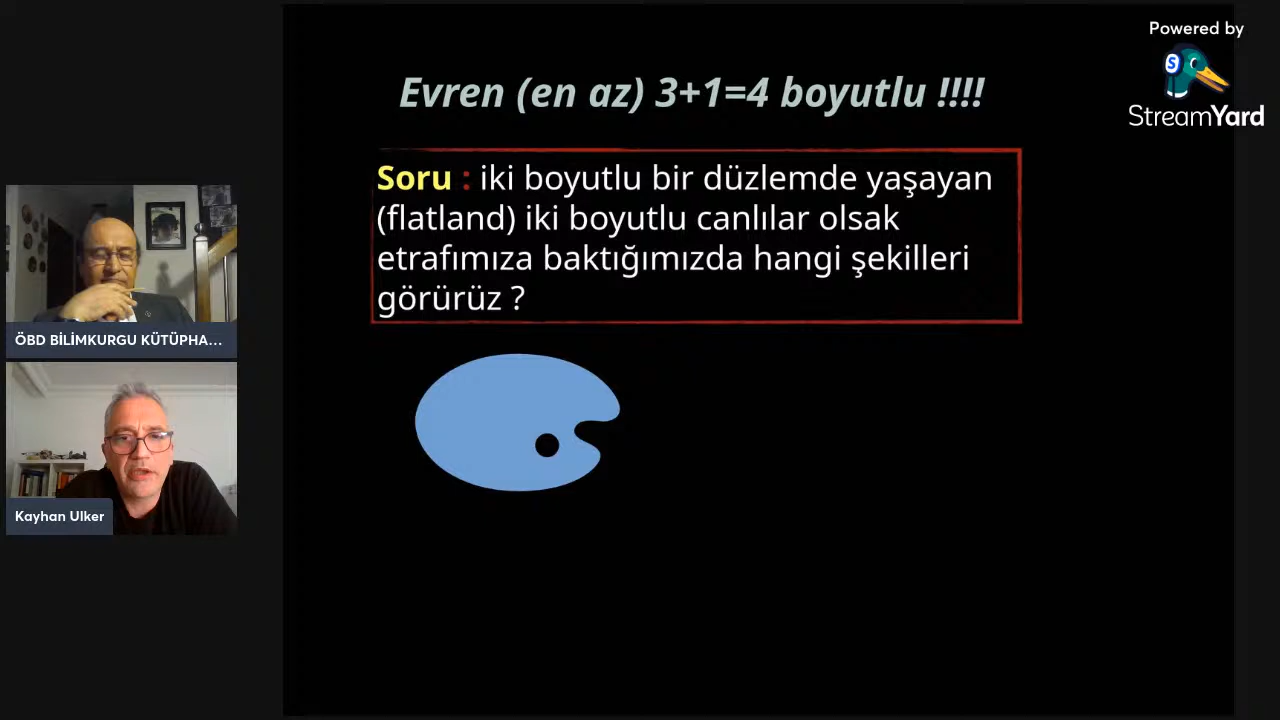 Powered by
StreamYard
Evren (en az) 3+1=4 boyutlu !!!!
Soru : iki boyutlu bir düzlemde yaşayan
(flatland) iki boyutlu canlılar olsak
etrafımıza baktığımızda hangi şekilleri
görürüz ?
ÖBD BİLİMKURGU KÜTÜPHA...
Kayhan Ulker